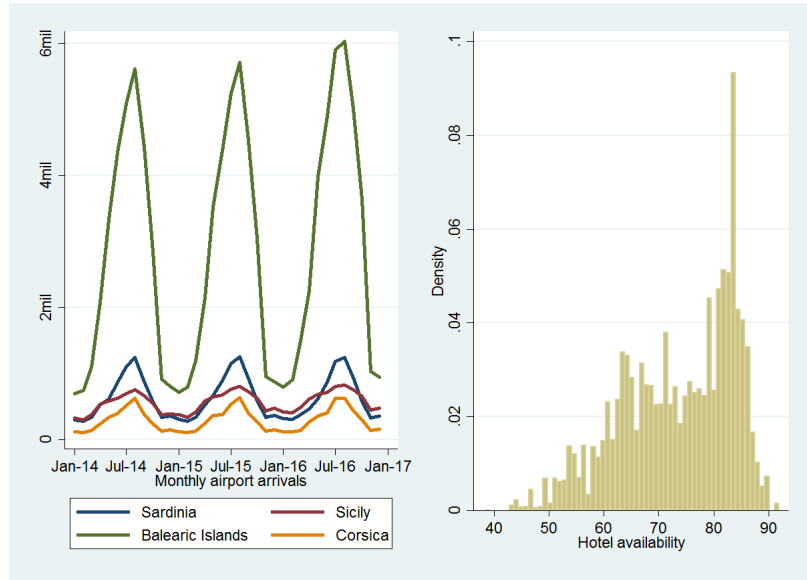 6mil
4mil
2mil
0
Jan-14 Jul-14 Jan-15 Jul-15 Jan-16 Jul-16 Jan-17
Monthly airport arrivals
Sardinia Sicily
Balearic Islands Corsica
.1
.08
.06
.04
.02
0
Density
40 50 60 70 80 90
Hotel availability